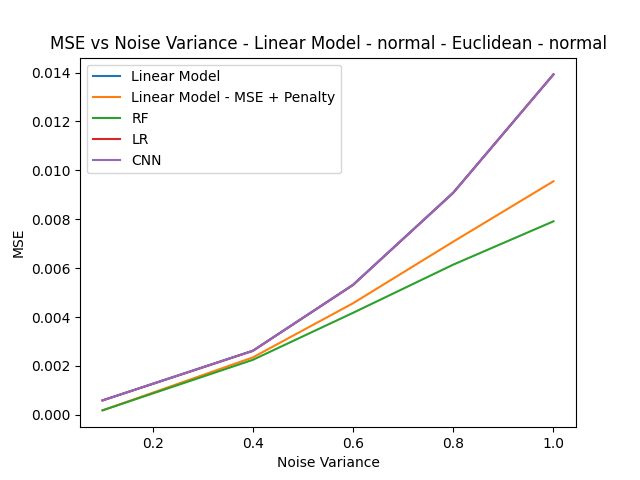 MSE vs Noise Variance - Linear Model - normal - Euclidean - normal
Linear Model
Linear Model - MSE + Penalty
RF
LR
CNN
0.014
0.012
0.010
0.008
0.006
0.004
0.002
0.000
MSE
0.2 0.4 0.6 0.8 1.0
Noise Variance